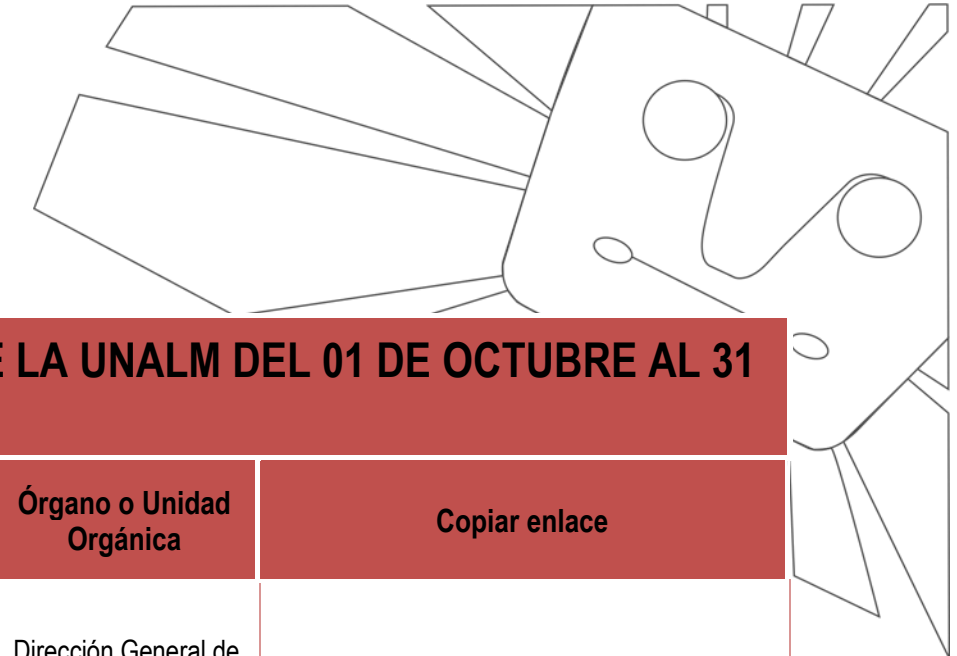 E LA UNALM DEL 01 DE OCTUBRE AL 31
Órgano o Unidad
Orgánica
Copiar enlace
Dirección General de